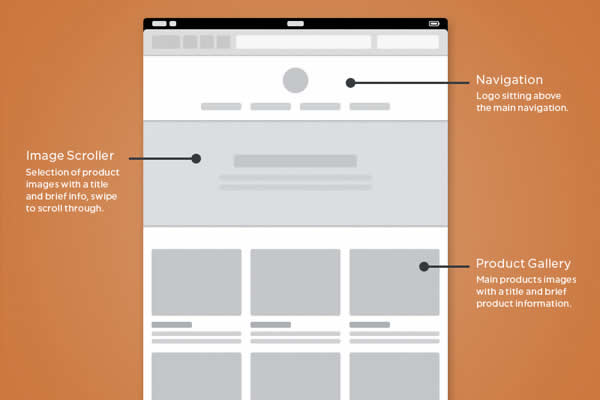 Navigation
Logo sitting above
the main navigation.
Image Scroller
Selection of product
images with a title
and brief info, swipe
to scroll through.
Product Gallery
Main products images
with a title and brief
product information.